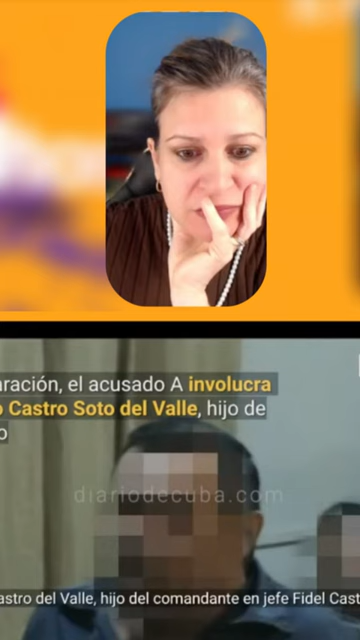 aración, el acusado A involucra
o Castro Soto del Valle, hijo de
o
diariodecuba.com
astro del Valle, hijo del comandante en jefe Fidel Cast